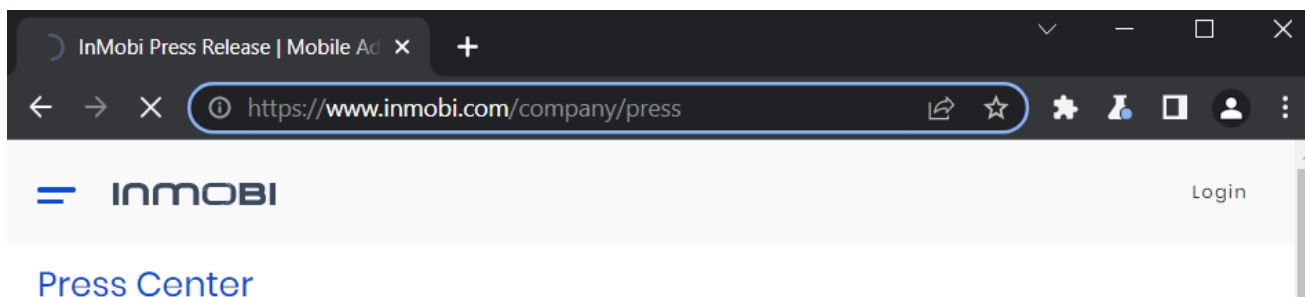 InMobi Press Release | Mobile Ad
https://www.inmobi.com/company/press
INMOBI
Login
Press Center